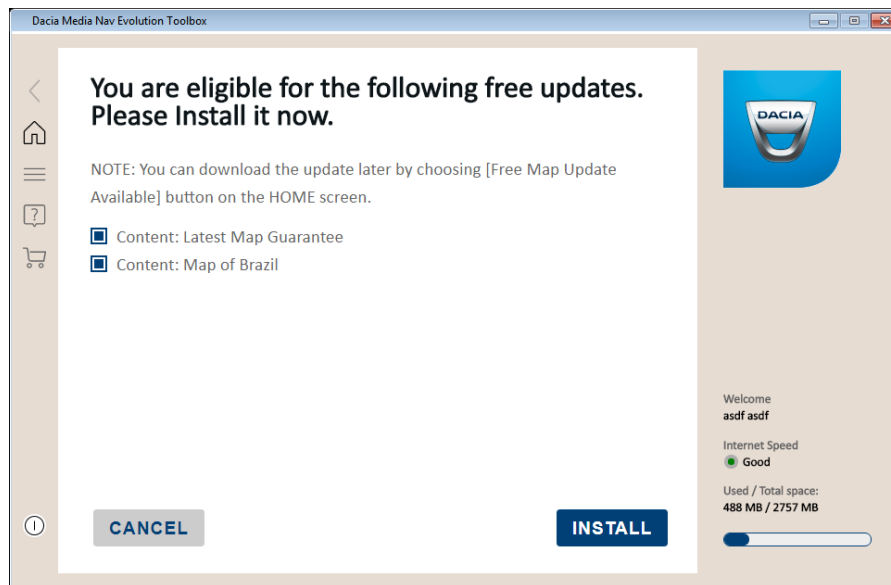 Dacia Media Nav Evolution Toolbox
You are eligible for the following free updates.
Please Install it now.
NOTE: You can download the update later by choosing [Free Map Update
Available] button on the HOME screen.
Content: Latest Map Guarantee
Content: Map of Brazil
CANCEL
INSTALL
DACIA
Welcome
asdf asdf
Internet Speed
Good
Used / Total space:
488 MB / 2757 MB